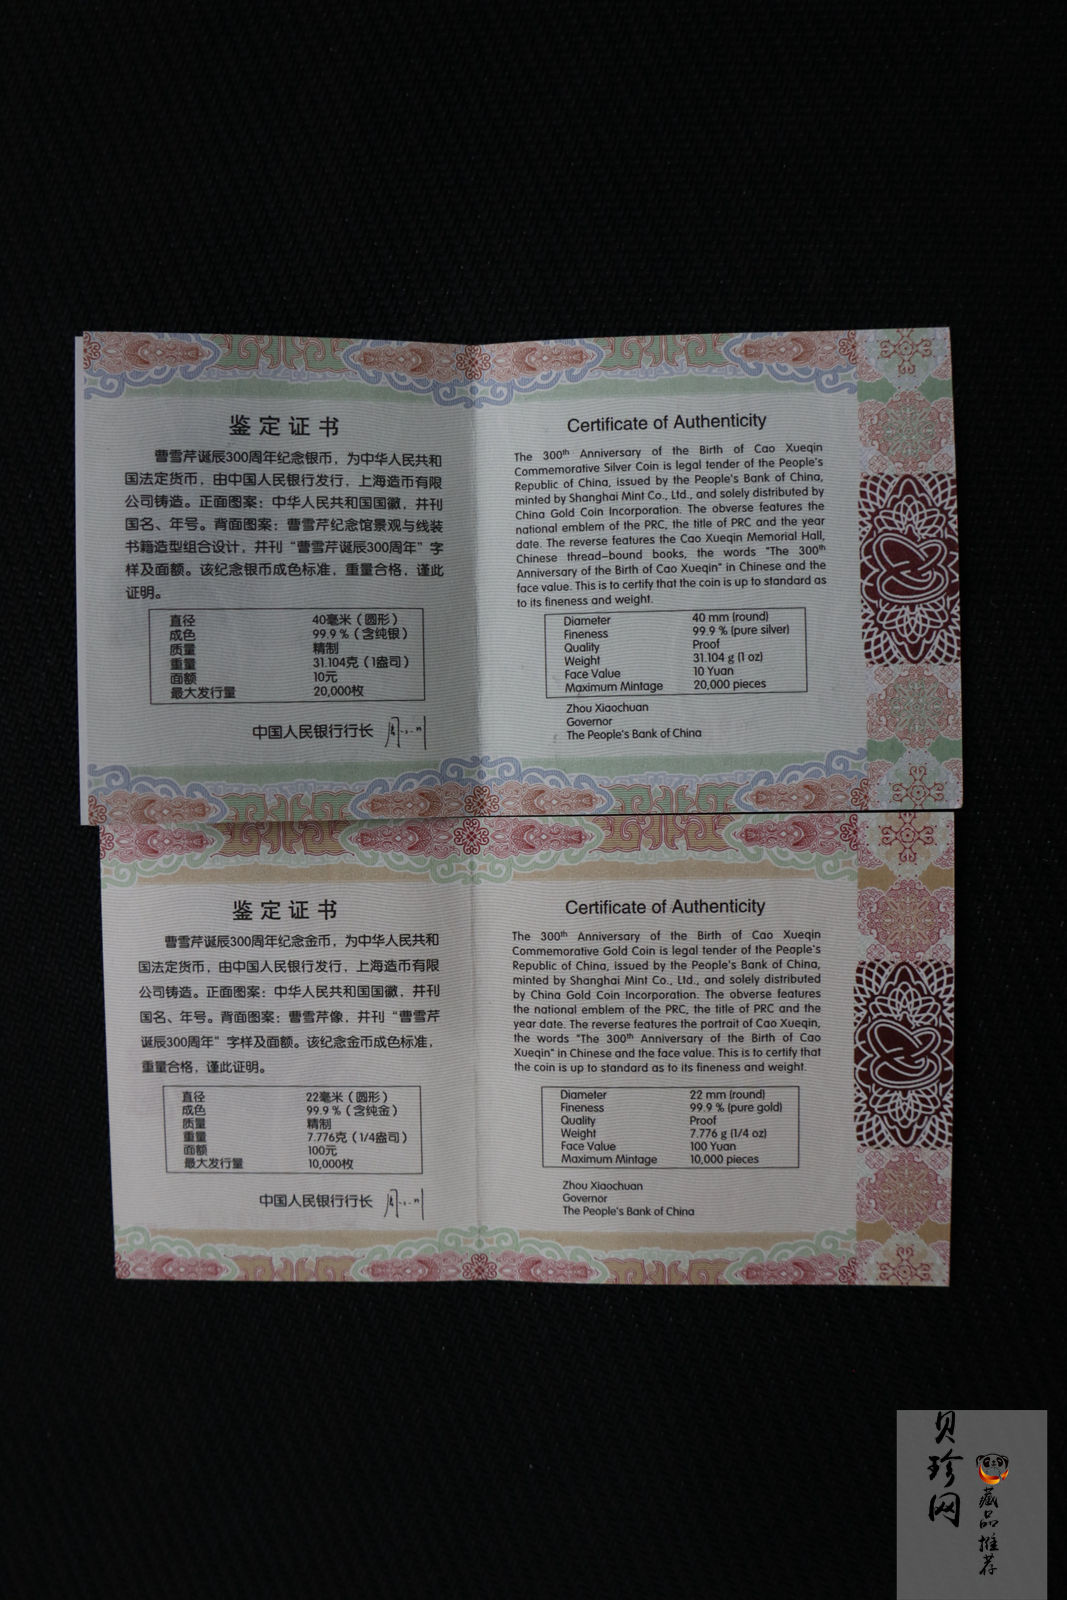 鉴定证书
曹雪芹诞辰300周年纪念银币，为中华人民共和
国法定货币，由中国人民银行发行，上海造币有限
公司铸造。正面图案：中华人民共和国国徽，并刊
国名、年号。背面图案：曹雪芹纪念馆景观与线装
书籍造型组合设计，并刊“曹雪芹诞辰300周年”字
样及面额。该纪念银币成色标准，重量合格，谨此
证明。
直径 40毫米（圆形）
成色 99.9％（含纯银）
质量 精制
重量 31.104克（1盎司）
面额 10元
最大发行量 20,000枚
中国人民银行行长
Certificate of Authenticity
The 300th Anniversary of the Birth of Cao Xueqin
Commemorative Silver Coin is legal tender of the People's
Republic of China, issued by the People's Bank of China,
minted by Shanghai Mint Co., Ltd., and solely distributed by
China Gold Coin Incorporation. The obverse features the
national emblem of the PRC, the title of PRC and the year
date. The reverse features the Cao Xueqin Memorial Hall,
Chinese thread-bound books, the words "The 300th
Anniversary of the Birth of Cao Xueqin" in Chinese and the
face value. This is to certify that the coin is up to standard as
to its fineness and weight.
Diameter 40 mm (round)
Fineness 99.9 % (pure silver)
Quality Proof
Weight 31.104 g (1 oz)
Face Value 10 Yuan
Maximum Mintage 20,000 pieces
Zhou Xiaochuan
Governor
The People's Bank of China
鉴定证书
曹雪芹诞辰300周年纪念金币，为中华人民共和
国法定货币，由中国人民银行发行，上海造币有限
公司铸造。正面图案：中华人民共和国国徽，并刊
国名、年号。背面图案：曹雪芹像，并刊“曹雪芹
诞辰300周年”字样及面额。该纪念金币成色标准，
重量合格，谨此证明。
直径 22毫米（圆形）
成色 99.9％（含纯金）
质量 精制
重量 7.776克（1/4盎司）
面额 100元
最大发行量 10,000枚
中国人民银行行长
Certificate of Authenticity
The 300th Anniversary of the Birth of Cao Xueqin
Commemorative Gold Coin is legal tender of the People's
Republic of China, issued by the People's Bank of China,
minted by Shanghai Mint Co., Ltd., and solely distributed
by China Gold Coin Incorporation. The obverse features
the national emblem of the PRC, the title of PRC and the
year date. The reverse features the portrait of Cao Xueqin,
the words "The 300th Anniversary of the Birth of Cao
Xueqin" in Chinese and the face value. This is to certify that
the coin is up to standard as to its fineness and weight.
Diameter 22 mm (round)
Fineness 99.9 % (pure gold)
Quality Proof
Weight 7.776 g (1/4 oz)
Face Value 100 Yuan
Maximum Mintage 10,000 pieces
Zhou Xiaochuan
Governor
The People's Bank of China
贝珍网
藏品推荐